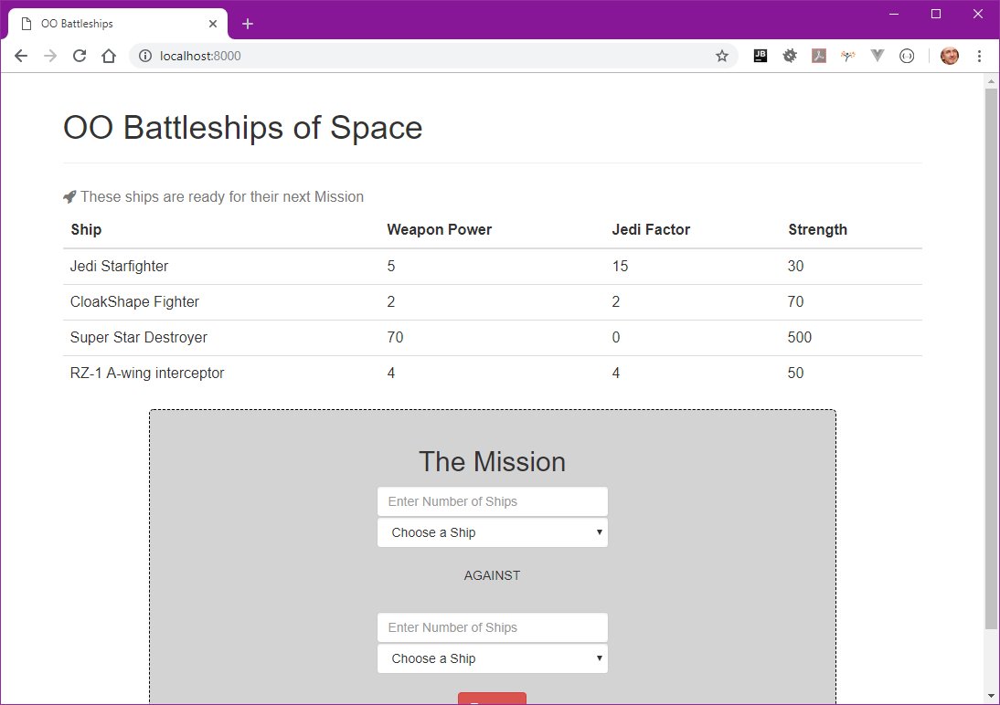 OO Battleships
localhost:8000
JB
OO Battleships of Space
These ships are ready for their next Mission
Ship Weapon Power Jedi Factor Strength
Jedi Starfighter 5 15 30
CloakShape Fighter 2 2 70
Super Star Destroyer 70 0 500
RZ-1 A-wing interceptor 4 4 50
The Mission
Enter Number of Ships
Choose a Ship
AGAINST
Enter Number of Ships
Choose a Ship